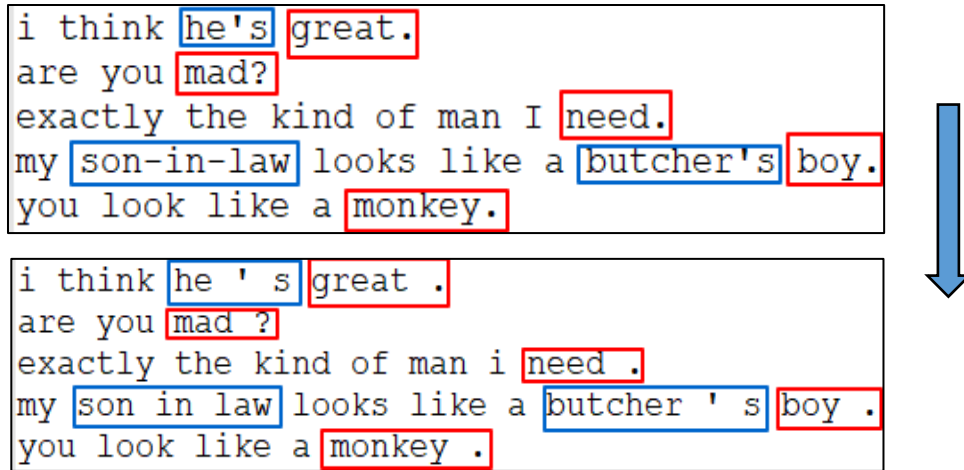 i think he's great.
are you mad?
exactly the kind of man I need.
my son-in-law looks like a butcher's boy.
you look like a monkey.
i think he ' s great .
are you mad ?
exactly the kind of man i need .
my son in law looks like a butcher ' s boy .
you look like a monkey .